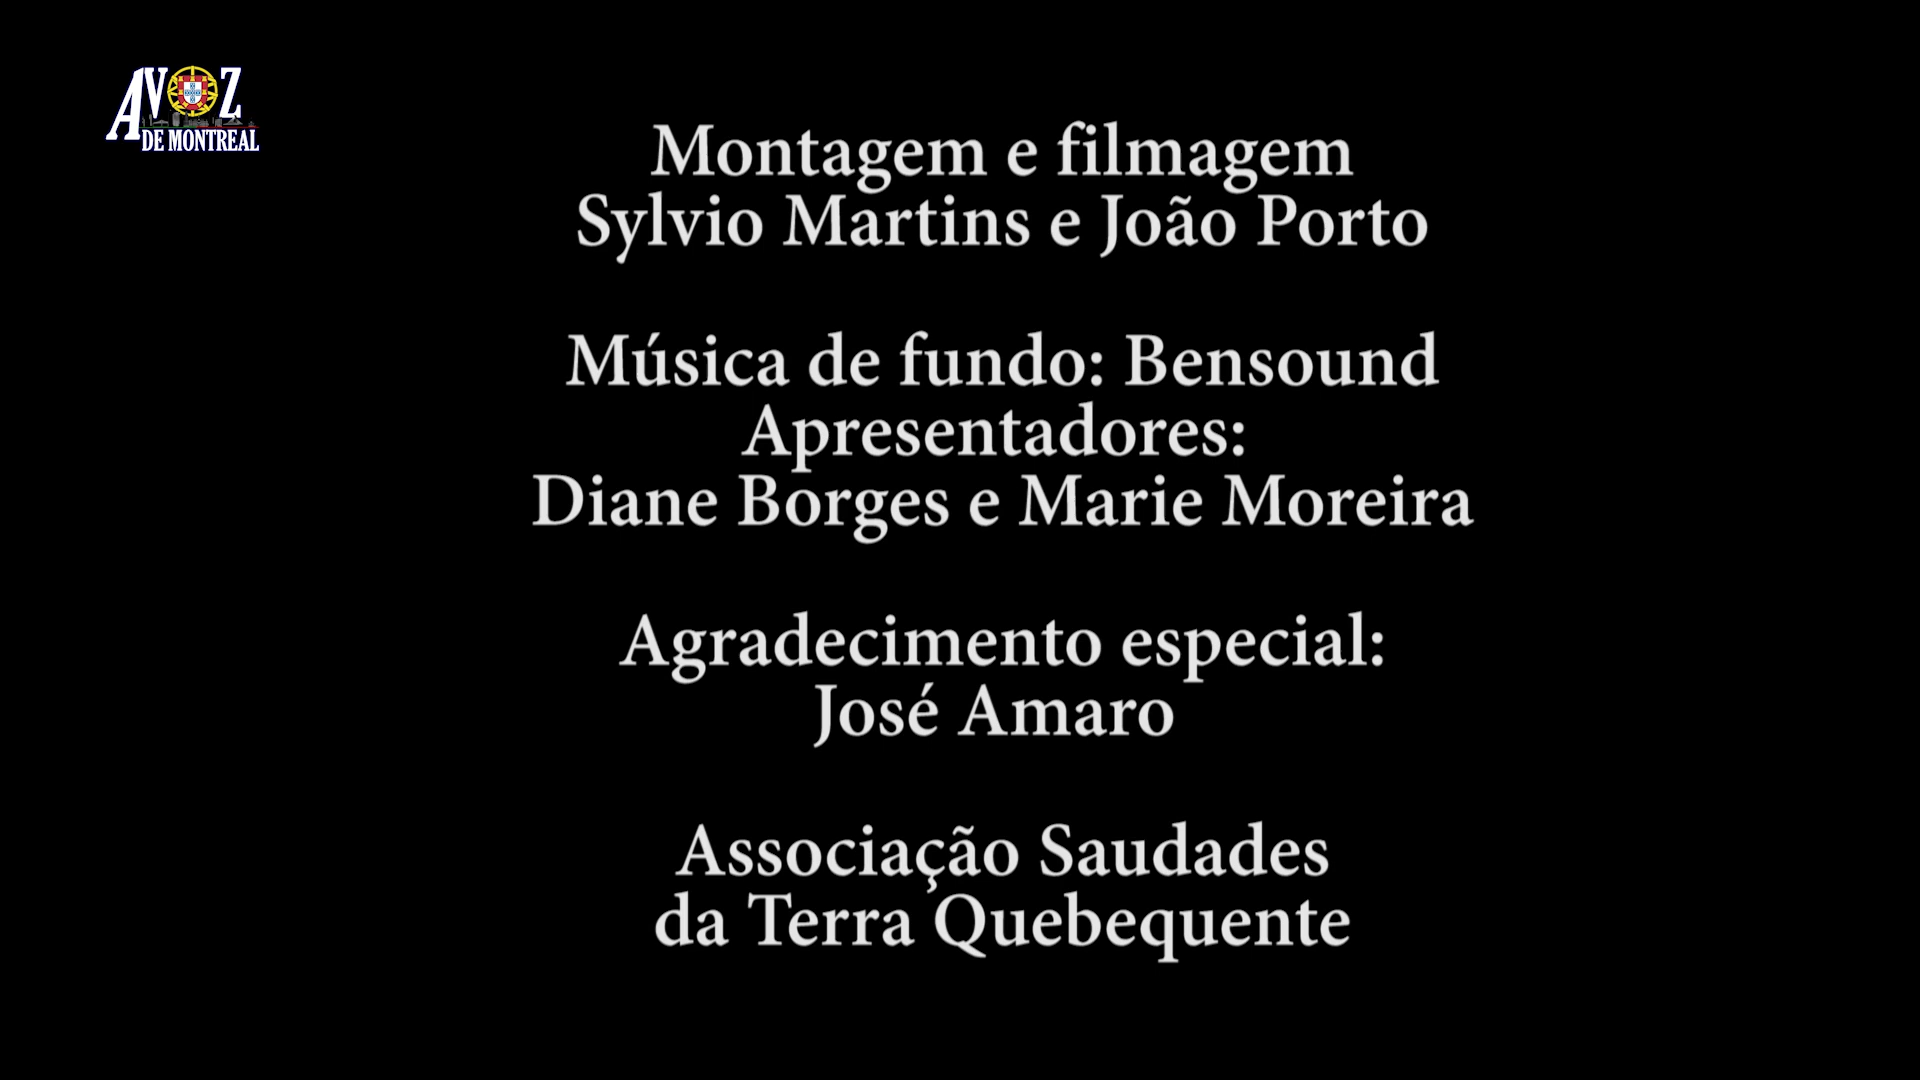 A VOZ
DE MONTREAL
Montagem e filmagem
Sylvio Martins e João Porto
Música de fundo: Bensound
Apresentadores:
Diane Borges e Marie Moreira
Agradecimento especial:
José Amaro
Associação Saudades
da Terra Quebequente